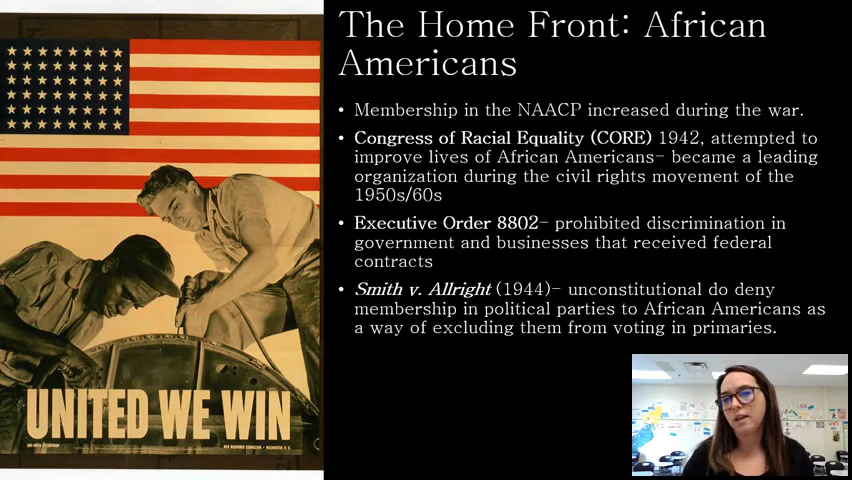 The Home Front: African
Americans
• Membership in the NAACP increased during the war.
• Congress of Racial Equality (CORE) 1942, attempted to
improve lives of African Americans- became a leading
organization during the civil rights movement of the
1950s/60s
• Executive Order 8802- prohibited discrimination in
government and businesses that received federal
contracts
• Smith v. Allright (1944)- unconstitutional do deny
membership in political parties to African Americans as
a way of excluding them from voting in primaries.
UNITED WE WIN